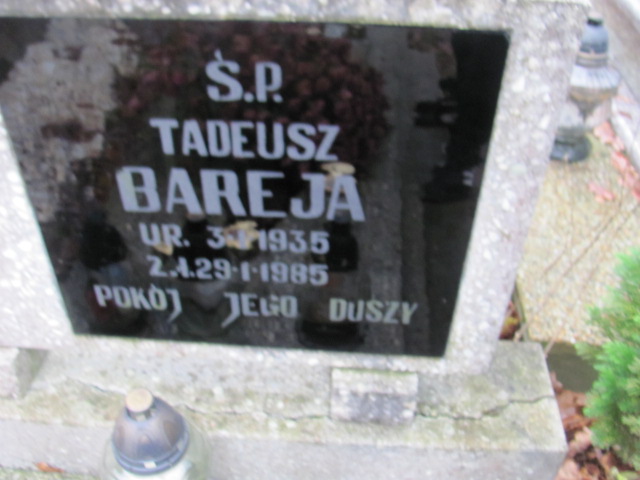 Ś.P.
TADEUSZ
BAREJA
UR. 1935
29·1·1985
POKÓJ JEGO DUSZY